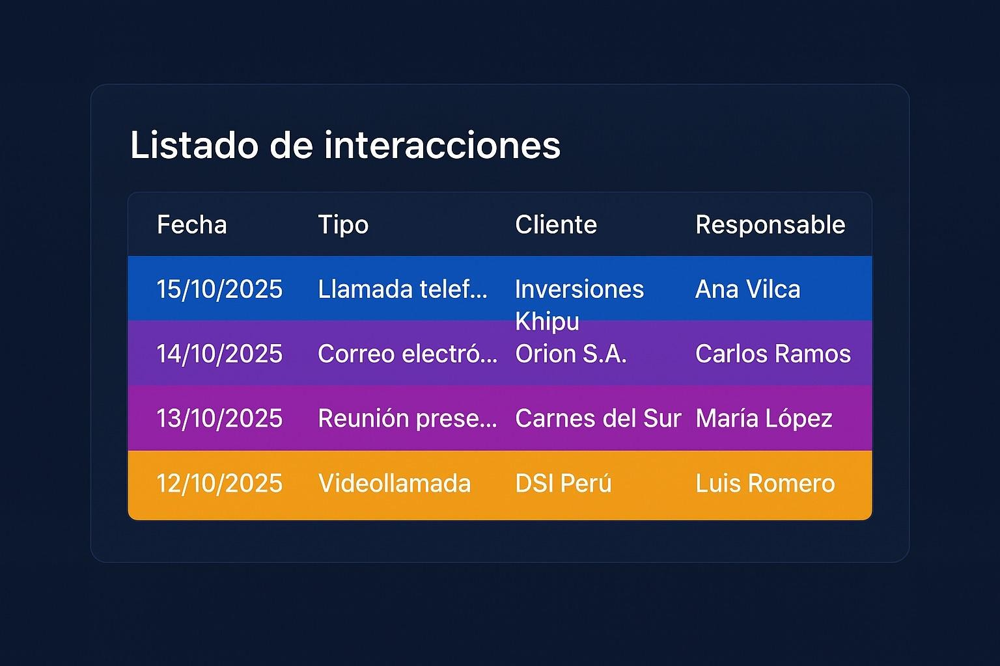 Listado de interacciones
Fecha Tipo Cliente Responsable
15/10/2025 Llamada telef... Inversiones Ana Vilca
Khipu
14/10/2025 Correo electró... Orion S.A. Carlos Ramos
13/10/2025 Reunión prese... Carnes del Sur María López
12/10/2025 Videollamada DSI Perú Luis Romero